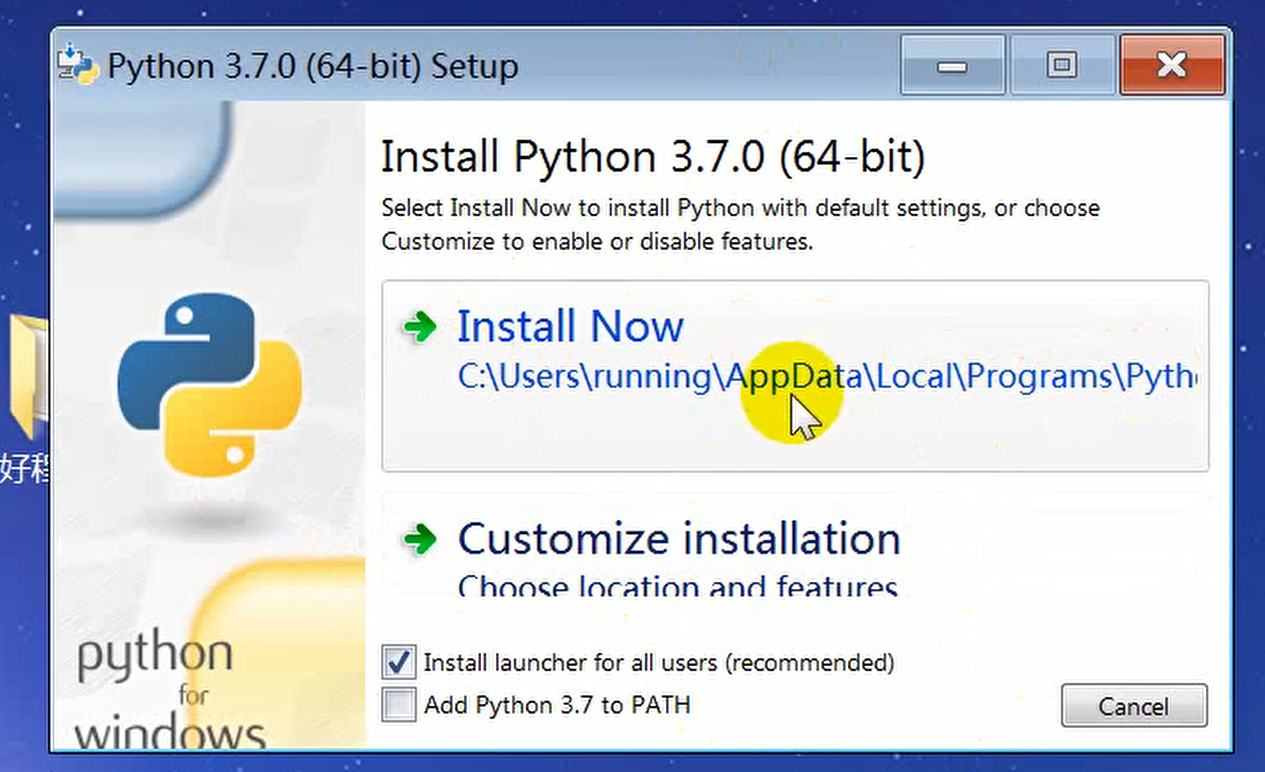 Python 3.7.0 (64-bit) Setup
Install Python 3.7.0 (64-bit)
Select Install Now to install Python with default settings, or choose
Customize to enable or disable features.
Install Now
C:\Users\running\AppData\Local\Programs\Pyth
Customize installation
Choose location and features
Install launcher for all users (recommended)
Add Python 3.7 to PATH
Cancel
python
for
windows
好程